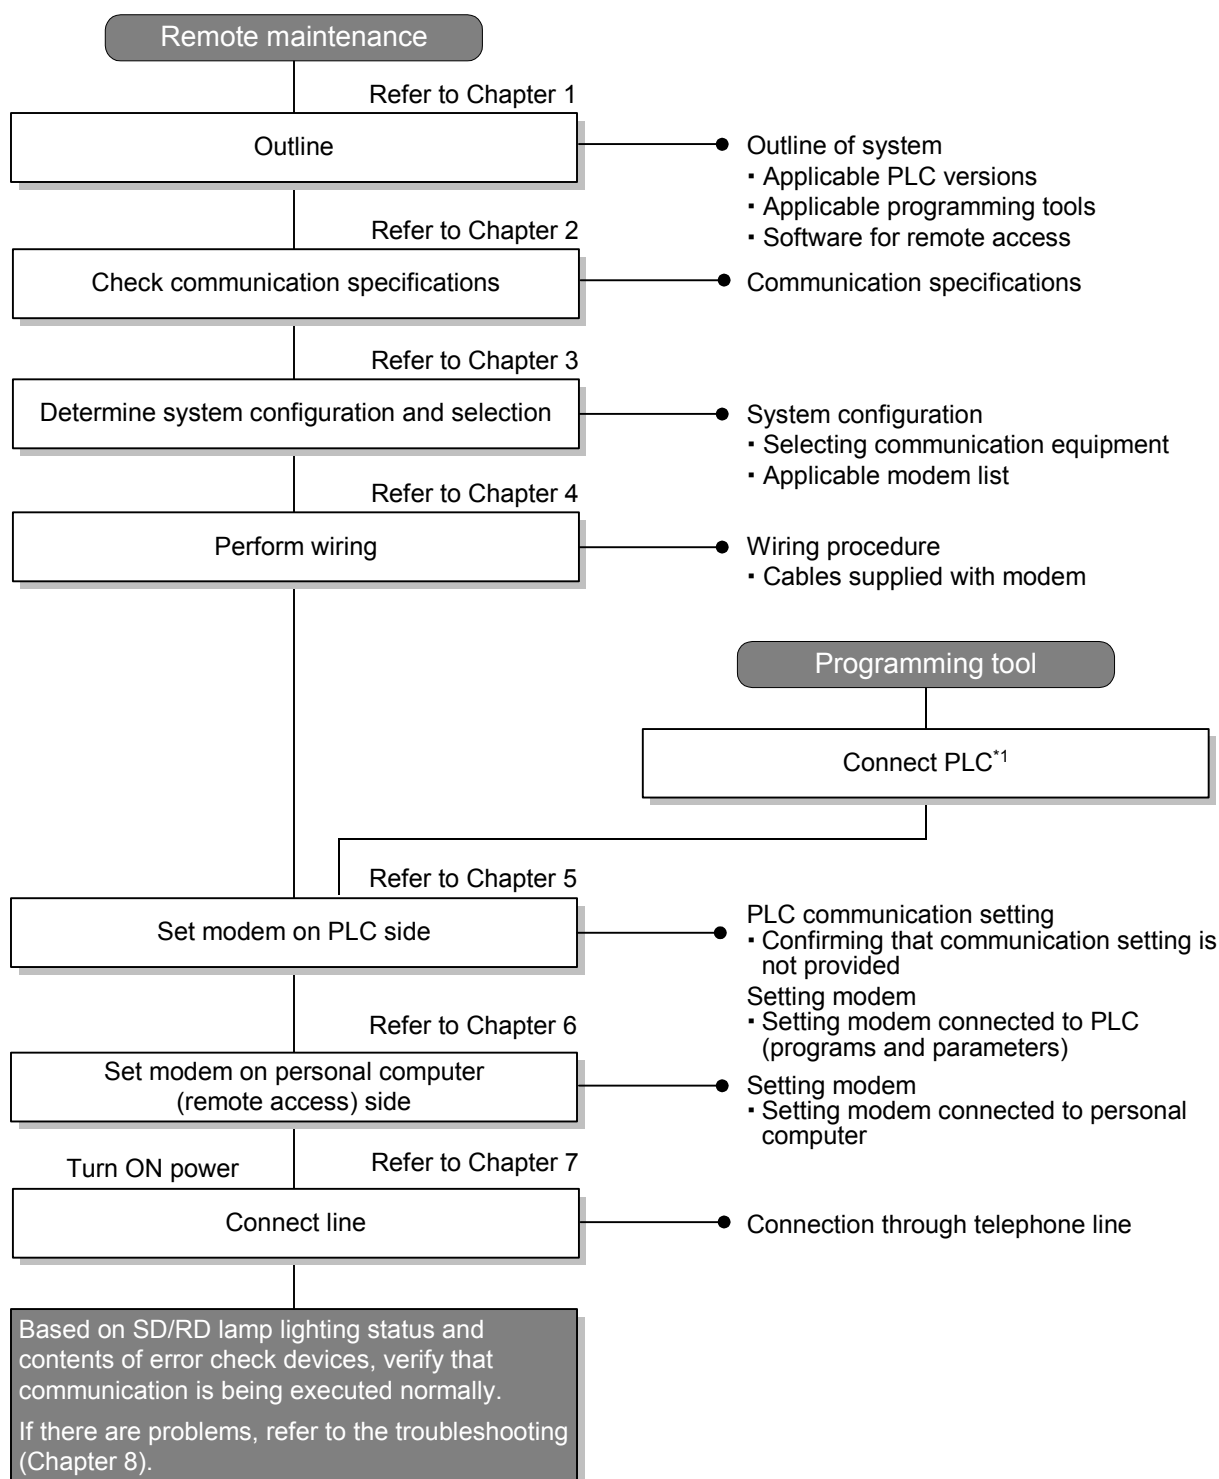 Remote maintenance
Refer to Chapter 1
Outline
Outline of system
▪ Applicable PLC versions
▪ Applicable programming tools
▪ Software for remote access
Refer to Chapter 2
Check communication specifications
Communication specifications
Refer to Chapter 3
Determine system configuration and selection
System configuration
▪ Selecting communication equipment
▪ Applicable modem list
Refer to Chapter 4
Perform wiring
Wiring procedure
▪ Cables supplied with modem
Programming tool
Connect PLC*1
Refer to Chapter 5
Set modem on PLC side
PLC communication setting
▪ Confirming that communication setting is
not provided
Setting modem
▪ Setting modem connected to PLC
(programs and parameters)
Refer to Chapter 6
Set modem on personal computer
(remote access) side
Setting modem
▪ Setting modem connected to personal
computer
Turn ON power
Refer to Chapter 7
Connect line
Connection through telephone line
Based on SD/RD lamp lighting status and
contents of error check devices, verify that
communication is being executed normally.
If there are problems, refer to the troubleshooting
(Chapter 8).